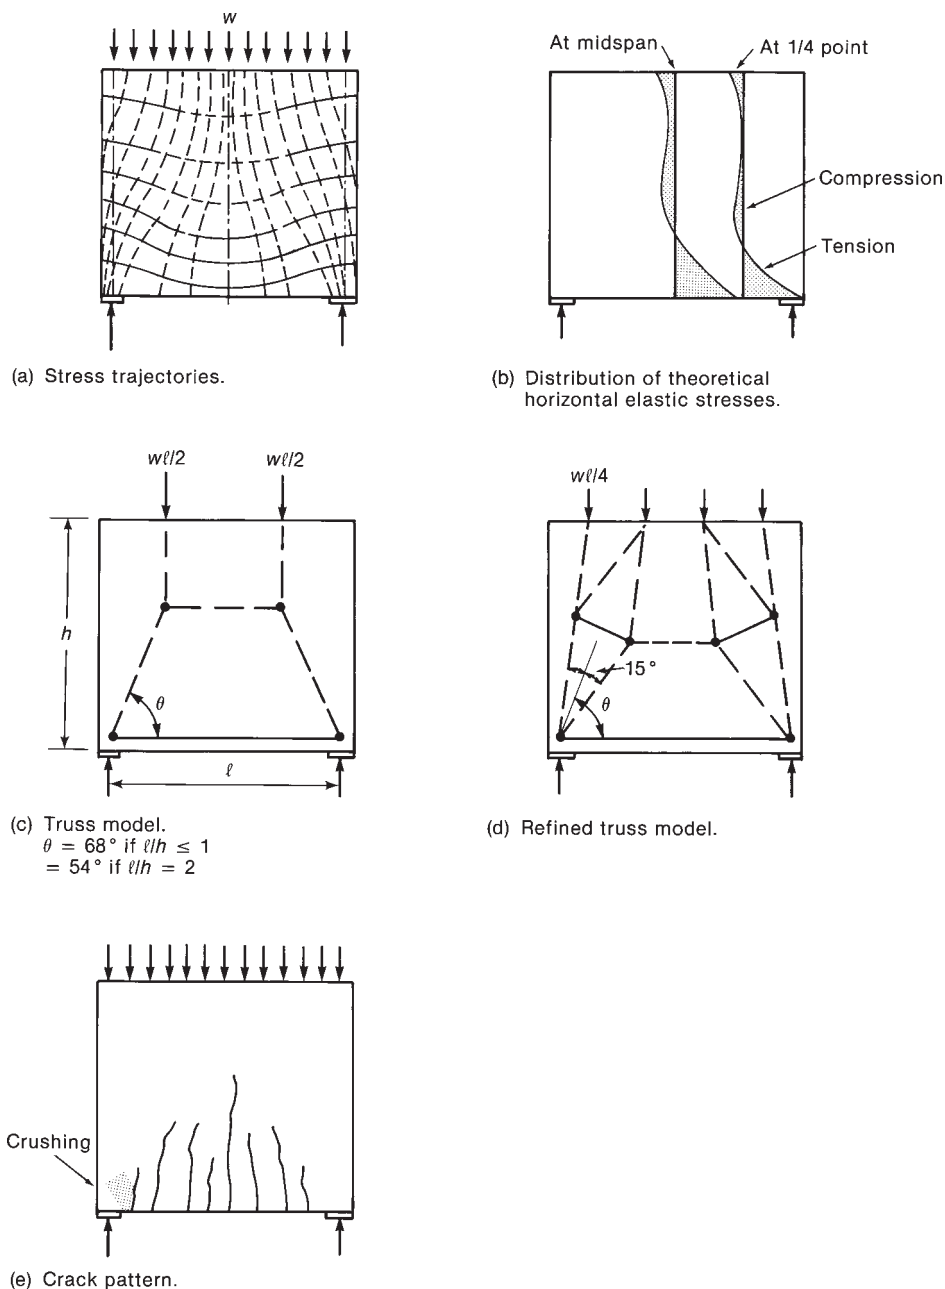 w
At midspan
At 1/4 point
Compression
Tension
(a) Stress trajectories.
(b) Distribution of theoretical
horizontal elastic stresses.
wℓ/2
wℓ/2
h
θ
ℓ
wℓ/4
15°
θ
(c) Truss model.
θ = 68° if ℓ/h ≤ 1
= 54° if ℓ/h = 2
(d) Refined truss model.
Crushing
(e) Crack pattern.